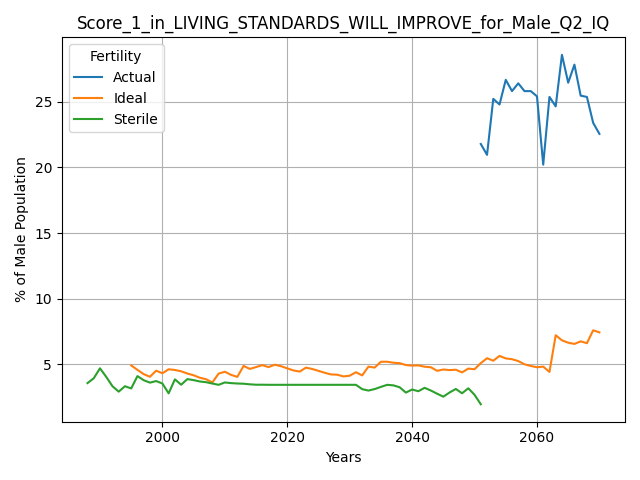 Score_1_in_LIVING_STANDARDS_WILL_IMPROVE_for_Male_Q2_IQ
Fertility
Actual
Ideal
Sterile
% of Male Population
25
20
15
10
5
2000 2020 2040 2060
Years